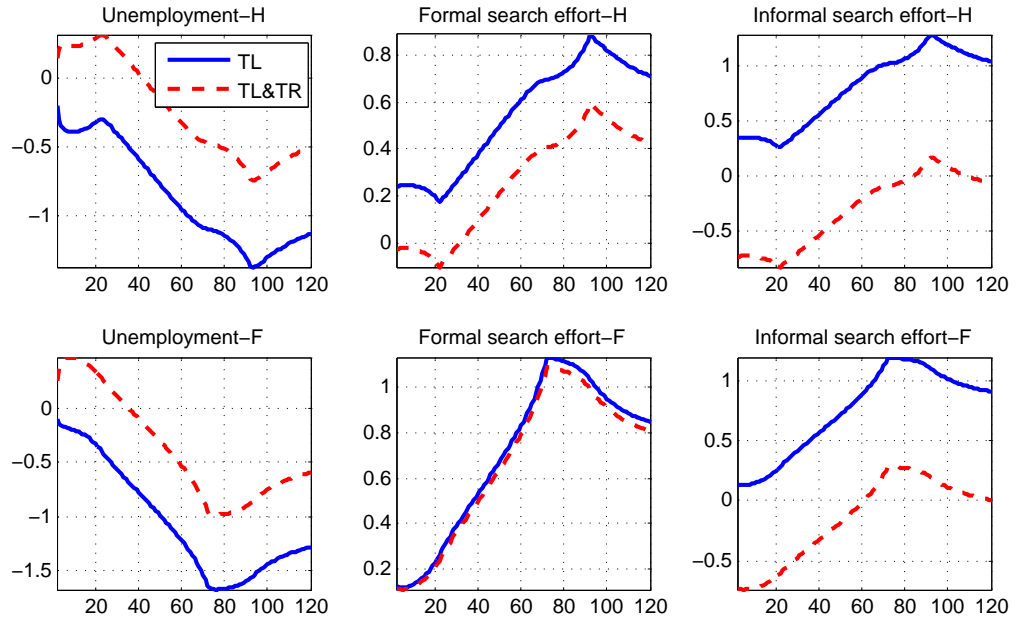 Unemployment−H
Formal search effort−H
Informal search effort−H
TL
TL&TR
0
−0.5
−1
20 40 60 80 100 120
0.8
0.6
0.4
0.2
0
20 40 60 80 100 120
1
0.5
0
−0.5
20 40 60 80 100 120
Unemployment−F
Formal search effort−F
Informal search effort−F
0
−0.5
−1
−1.5
20 40 60 80 100 120
1
0.8
0.6
0.4
0.2
20 40 60 80 100 120
1
0.5
0
−0.5
20 40 60 80 100 120